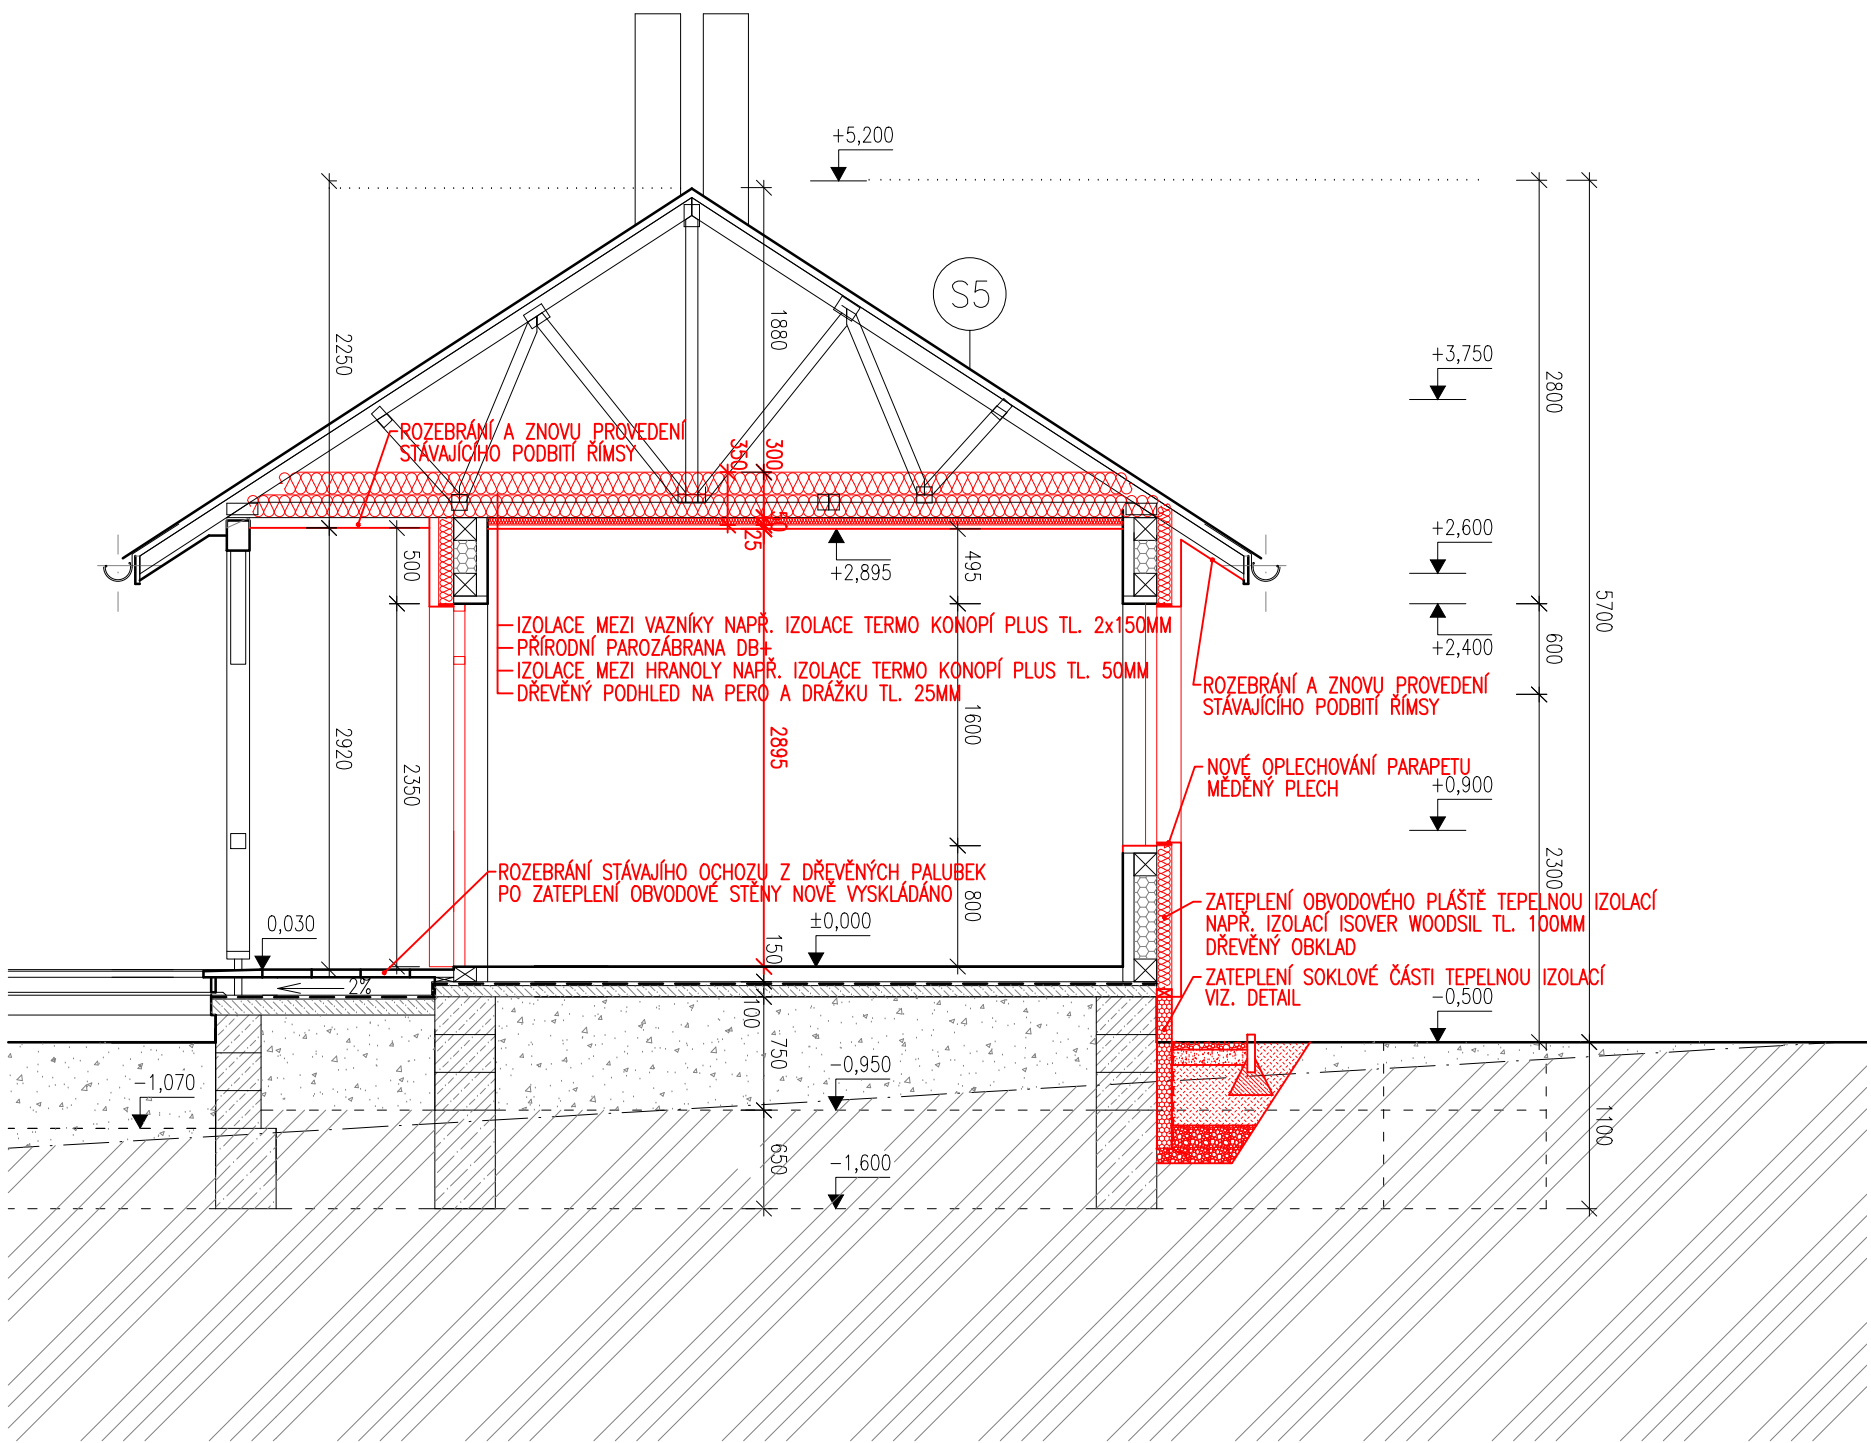 +5,200
S5
1880
2250
+3,750
2800
ROZEBRÁNÍ A ZNOVU PROVEDENÍ
STÁVAJÍCÍHO PODBITÍ ŘÍMSY
350
300
50
25
+2,895
500
495
+2,600
+2,400
5700
600
IZOLACE MEZI VAZNÍKY NAPŘ. IZOLACE TERMO KONOPÍ PLUS TL. 2x150MM
PŘÍRODNÍ PAROZÁBRANA DB+
IZOLACE MEZI HRANOLY NAPŘ. IZOLACE TERMO KONOPÍ PLUS TL. 50MM
DŘEVĚNÝ PODHLED NA PERO A DRÁŽKU TL. 25MM
ROZEBRÁNÍ A ZNOVU PROVEDENÍ
STÁVAJÍCÍHO PODBITÍ ŘÍMSY
2920
2350
2895
1600
NOVÉ OPLECHOVÁNÍ PARAPETU
MĚDĚNÝ PLECH
+0,900
2300
ROZEBRÁNÍ STÁVAJÍHO OCHOZU Z DŘEVĚNÝCH PALUBEK
PO ZATEPLENÍ OBVODOVÉ STĚNY NOVĚ VYSKLÁDÁNO
800
ZATEPLENÍ OBVODOVÉHO PLÁŠTĚ TEPELNOU IZOLACÍ
NAPŘ. IZOLACÍ ISOVER WOODSIL TL. 100MM
DŘEVĚNÝ OBKLAD
0,030
±0,000
150
2%
ZATEPLENÍ SOKLOVÉ ČÁSTI TEPELNOU IZOLACÍ
VIZ. DETAIL
-0,500
100
750
-1,070
-0,950
1100
650
-1,600